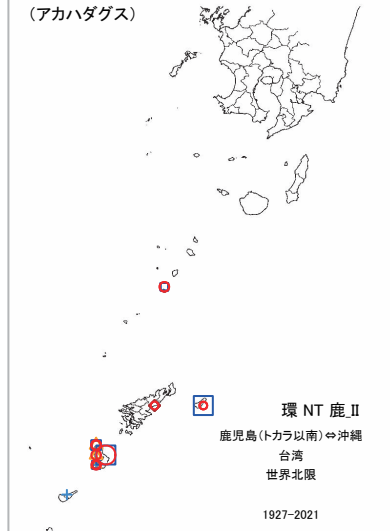 (アカハダグス)
環 NT 鹿_II
鹿児島(トカラ以南)⇔沖縄
台湾
世界北限
1927-2021